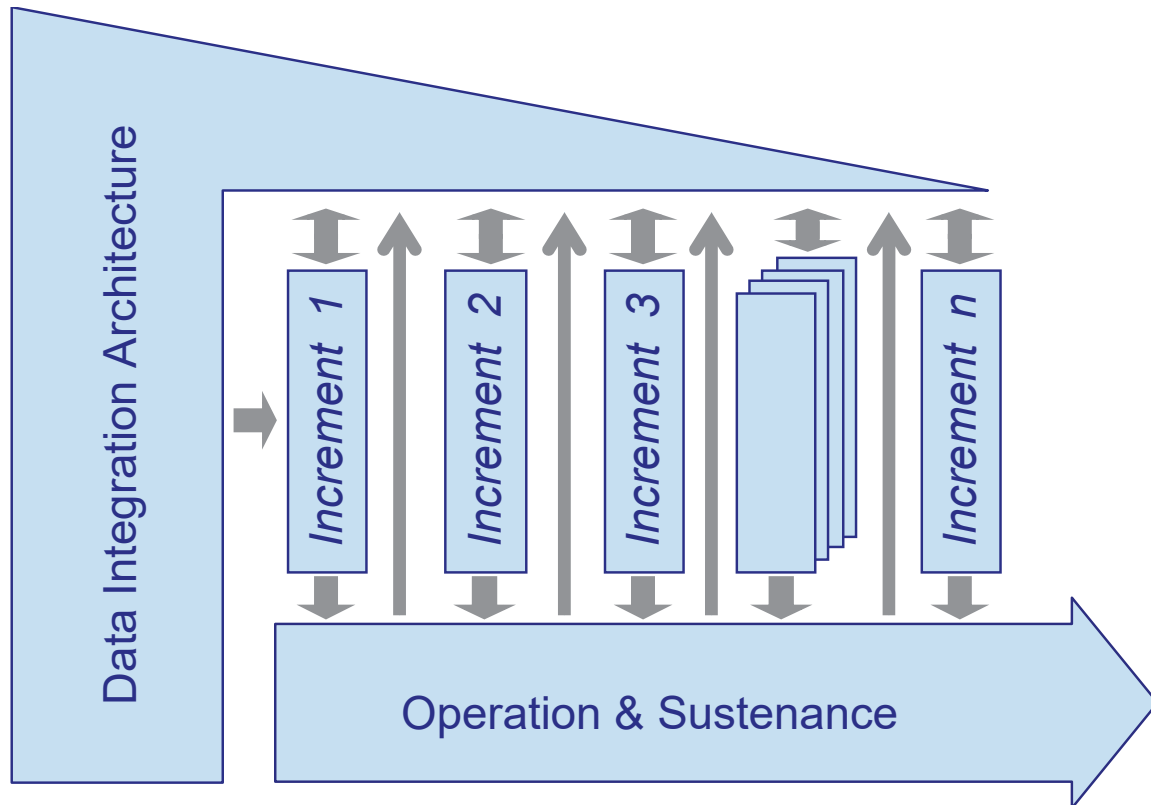 Data Integration Architecture
Increment 1
Increment 2
Increment 3
Increment n
Operation & Sustenance